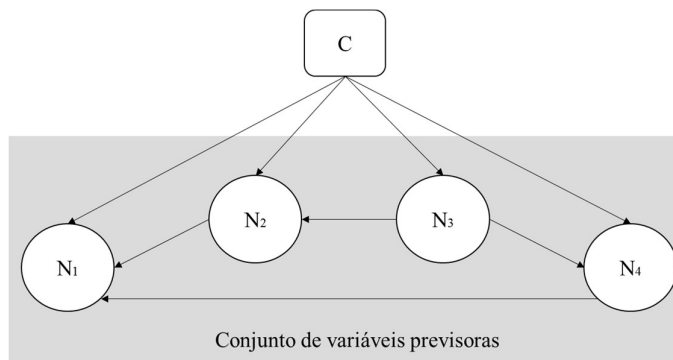 C
N₂ N₃
N₁ N₄
Conjunto de variáveis previsoras